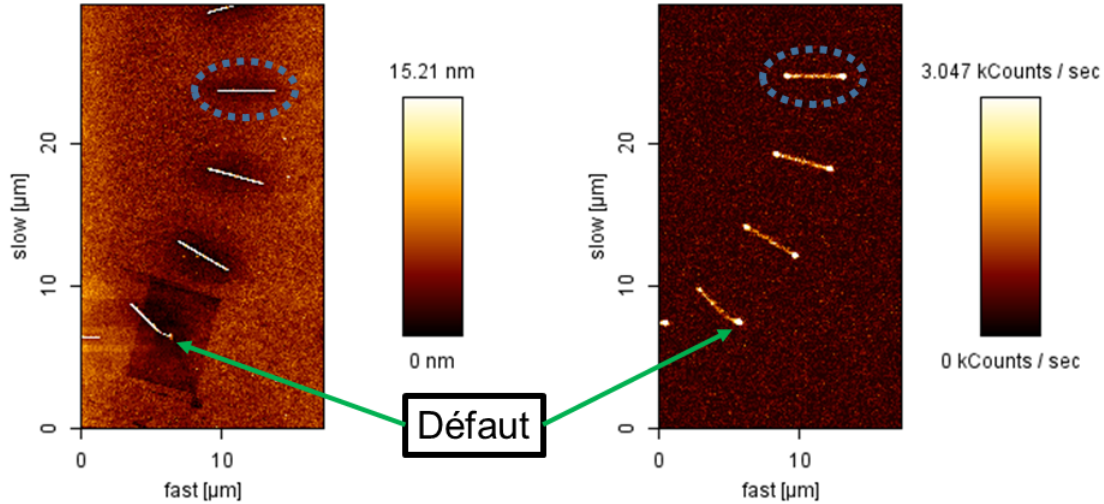 15.21 nm
0 nm
slow [µm]
0
10
20
0
10
fast [µm]
3.047 kCounts / sec
0 kCounts / sec
slow [µm]
0
10
20
0
10
fast [µm]
Défaut